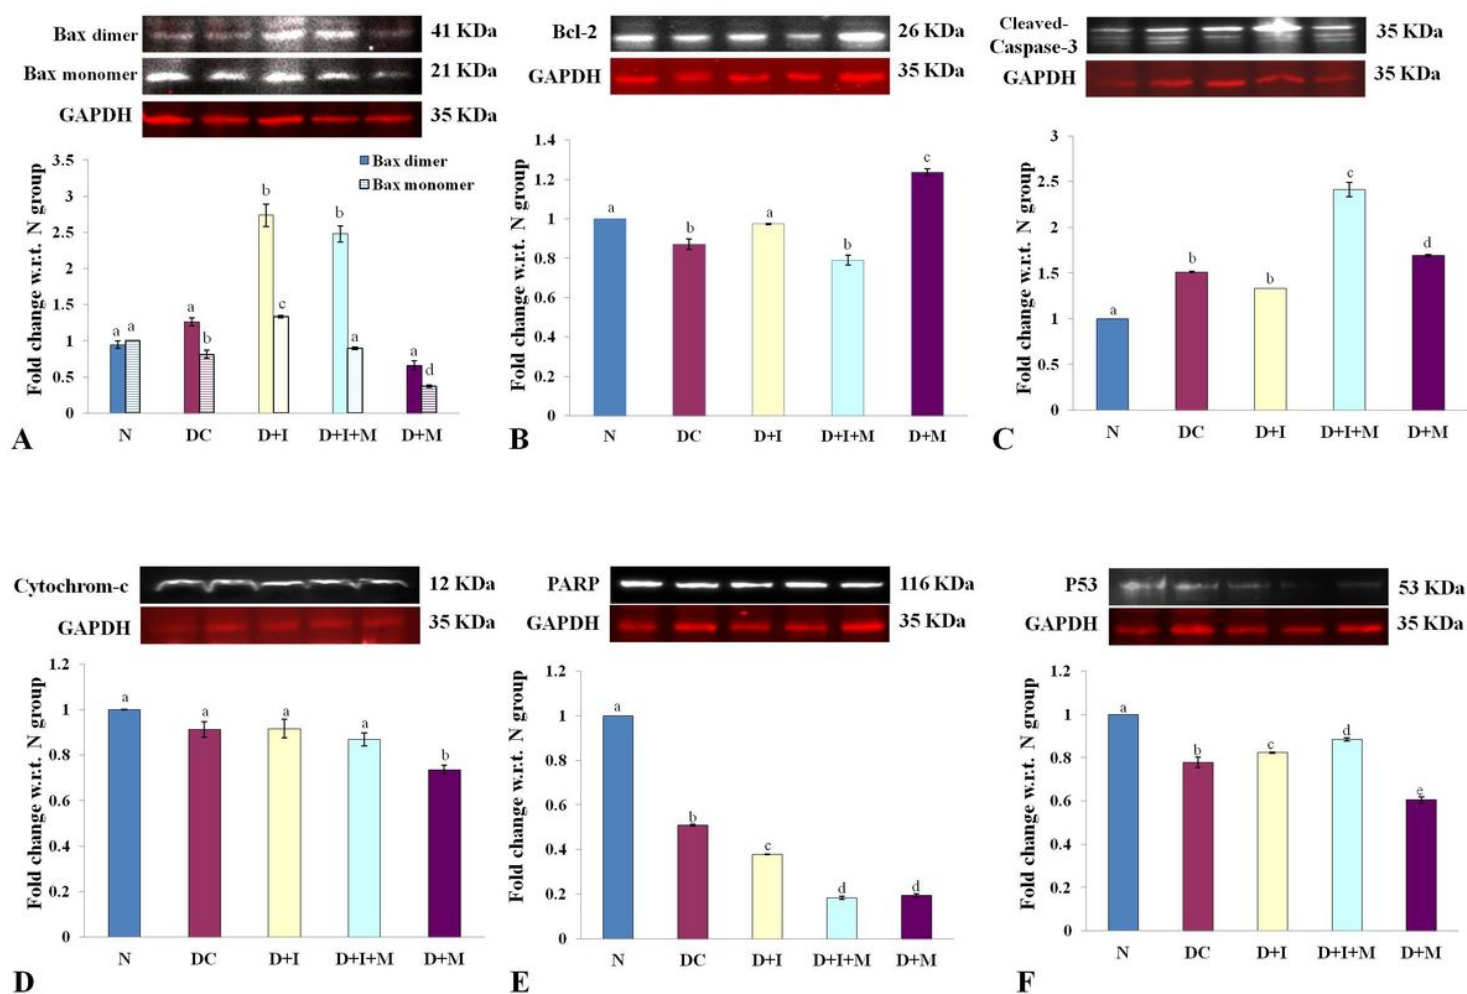 Bax dimer 41 KDa
Bax monomer 21 KDa
GAPDH 35 KDa
Fold change w.r.t. N group
Bax dimer
Bax monomer
3.5
3
2.5
2
1.5
1
0.5
0
a a a b b c b a a d
N DC D+I D+I+M D+M
A
Bcl-2 26 KDa
GAPDH 35 KDa
Fold change w.r.t. N group
1.4
1.2
1
0.8
0.6
0.4
0.2
0
a b a b c
N DC D+I D+I+M D+M
B
Cleaved-
Caspase-3 35 KDa
GAPDH 35 KDa
Fold change w.r.t. N group
3
2.5
2
1.5
1
0.5
0
a b b c d
N DC D+I D+I+M D+M
C
Cytochrom-c 12 KDa
GAPDH 35 KDa
Fold change w.r.t. N group
1.2
1
0.8
0.6
0.4
0.2
0
a a a a b
N DC D+I D+I+M D+M
D
PARP 116 KDa
GAPDH 35 KDa
Fold change w.r.t. N group
1.2
1
0.8
0.6
0.4
0.2
0
a b c d d
N DC D+I D+I+M D+M
E
P53 53 KDa
GAPDH 35 KDa
Fold change w.r.t. N group
1.2
1
0.8
0.6
0.4
0.2
0
a b c d e
N DC D+I D+I+M D+M
F